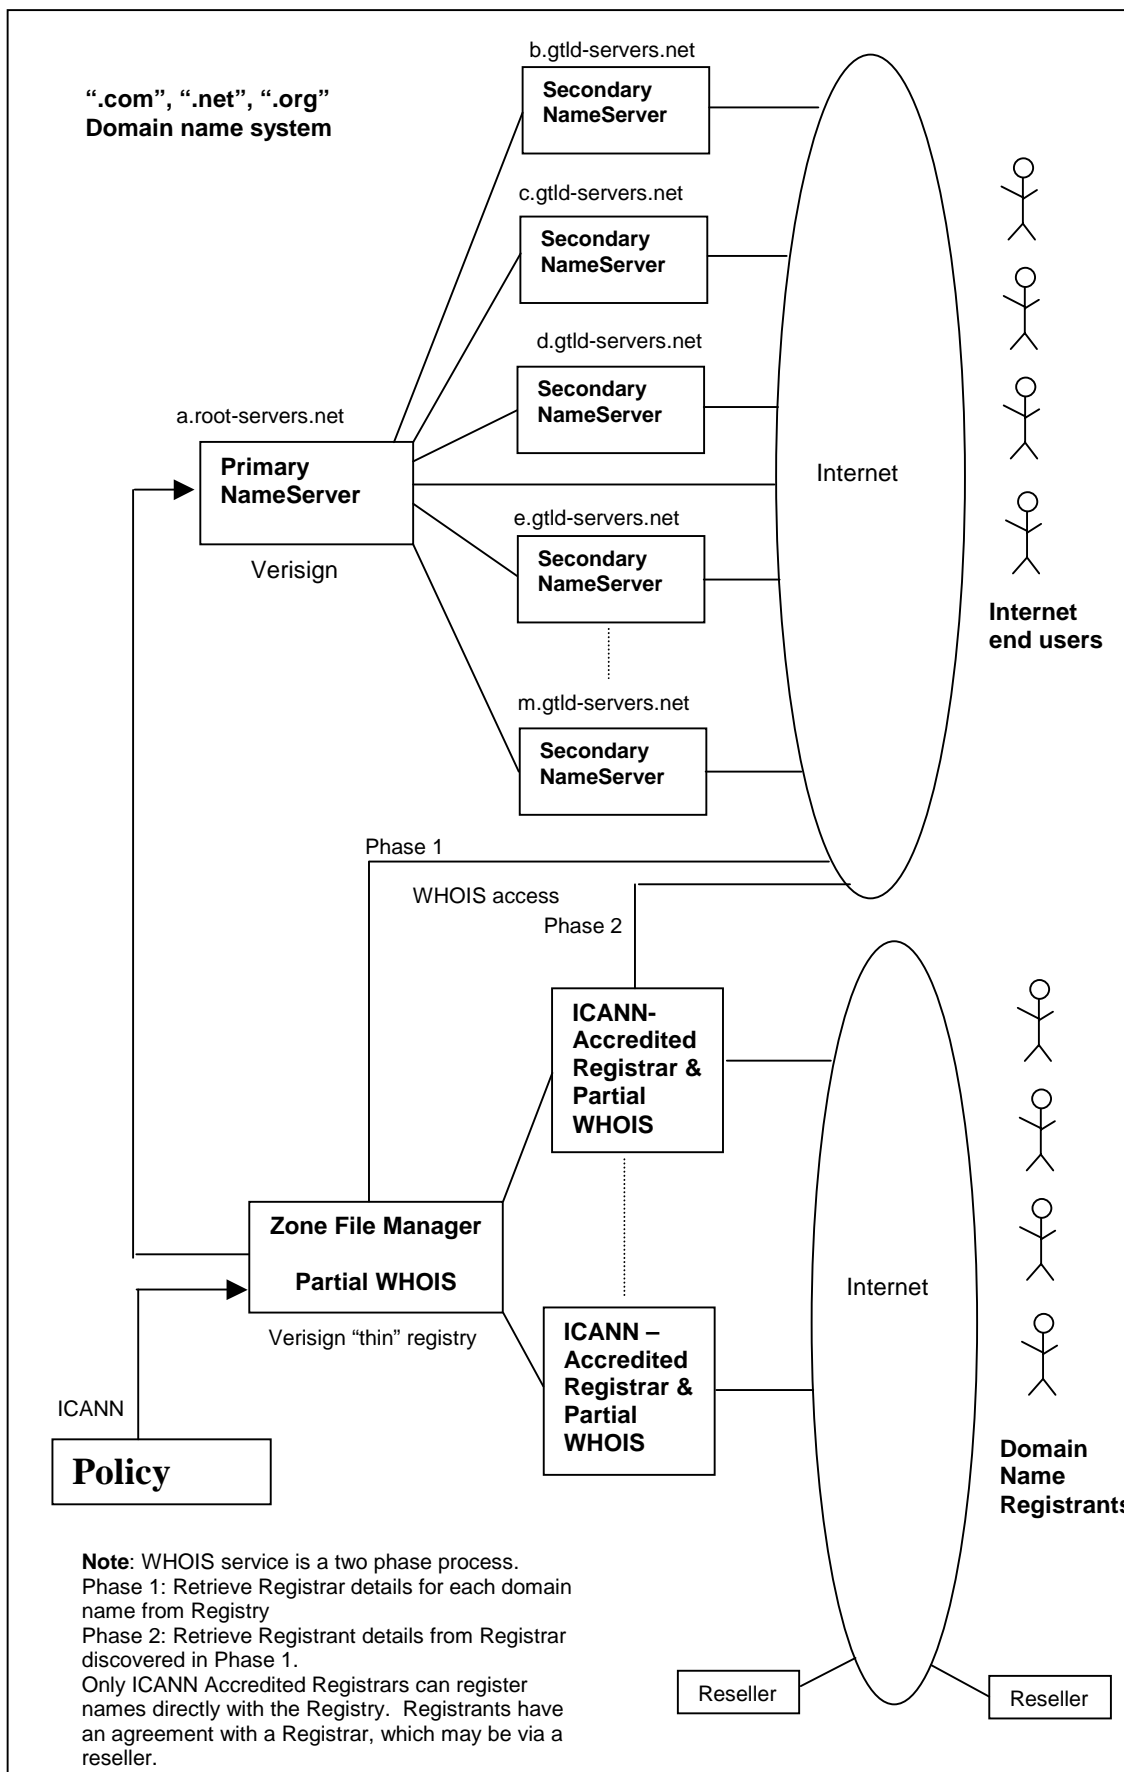 b.gtld-servers.net
“.com”, “.net”, “.org”
Domain name system
Secondary
NameServer
c.gtld-servers.net
Secondary
NameServer
d.gtld-servers.net
Secondary
NameServer
a.root-servers.net
Primary
NameServer
Verisign
Internet
e.gtld-servers.net
Secondary
NameServer
Internet
end users
m.gtld-servers.net
Secondary
NameServer
Phase 1
WHOIS access
Phase 2
ICANN-
Accredited
Registrar &
Partial
WHOIS
Zone File Manager
Partial WHOIS
Verisign “thin” registry
Internet
ICANN –
Accredited
Registrar &
Partial
WHOIS
ICANN
Policy
Domain
Name
Registrants
Note: WHOIS service is a two phase process.
Phase 1: Retrieve Registrar details for each domain
name from Registry
Phase 2: Retrieve Registrant details from Registrar
discovered in Phase 1.
Only ICANN Accredited Registrars can register
names directly with the Registry.  Registrants have
an agreement with a Registrar, which may be via a
reseller.
Reseller
Reseller